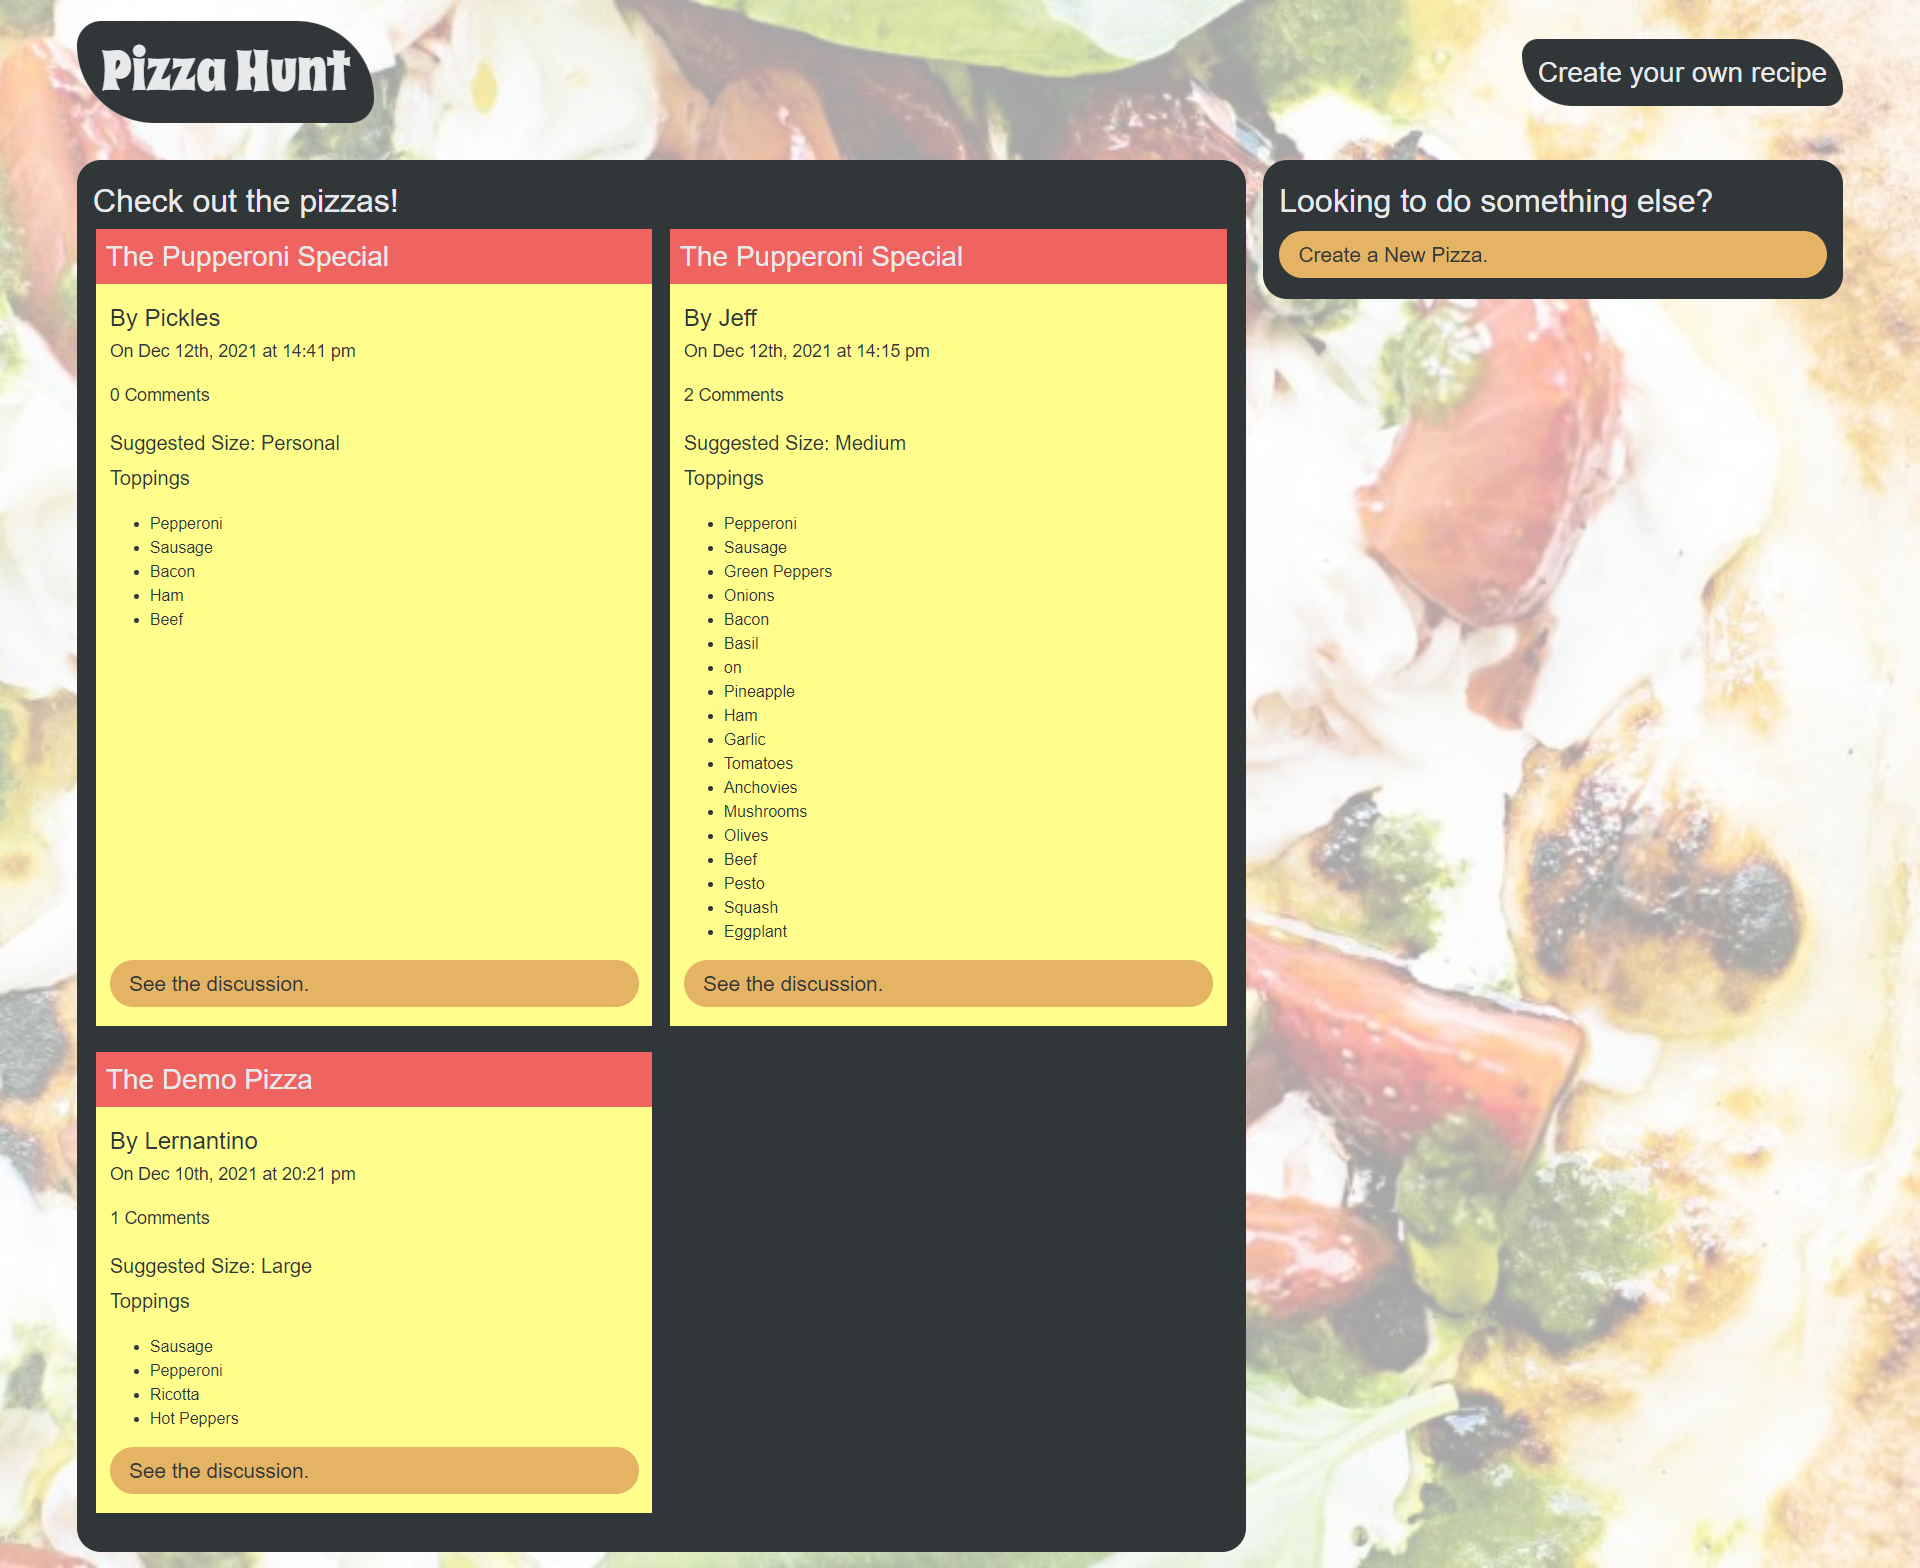 Pizza Hunt
Create your own recipe
Check out the pizzas!
The Pupperoni Special
By Pickles
On Dec 12th, 2021 at 14:41 pm
0 Comments
Suggested Size: Personal
Toppings
Pepperoni
Sausage
Bacon
Ham
Beef
See the discussion.
The Pupperoni Special
By Jeff
On Dec 12th, 2021 at 14:15 pm
2 Comments
Suggested Size: Medium
Toppings
Pepperoni
Sausage
Green Peppers
Onions
Bacon
Basil
on
Pineapple
Ham
Garlic
Tomatoes
Anchovies
Mushrooms
Olives
Beef
Pesto
Squash
Eggplant
See the discussion.
The Demo Pizza
By Lernantino
On Dec 10th, 2021 at 20:21 pm
1 Comments
Suggested Size: Large
Toppings
Sausage
Pepperoni
Ricotta
Hot Peppers
See the discussion.
Looking to do something else?
Create a New Pizza.